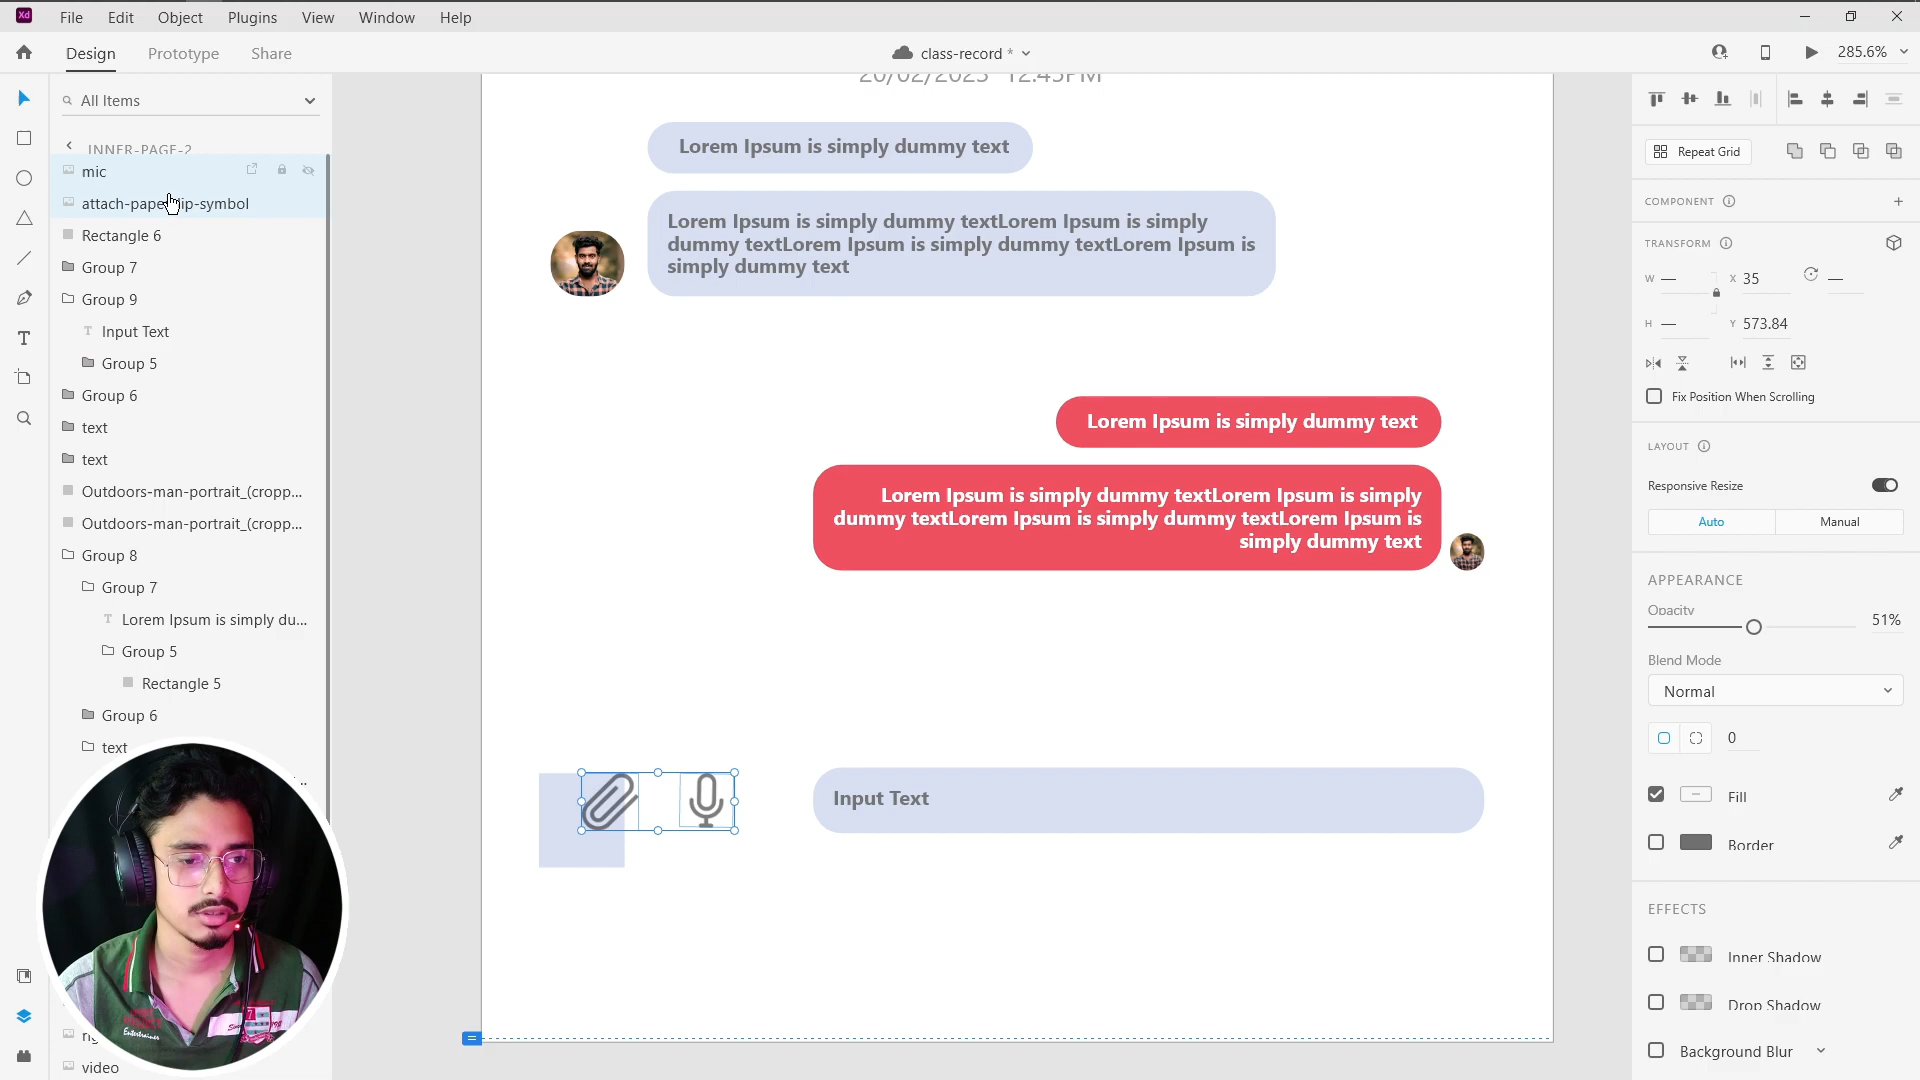 File Edit Object Plugins View Window Help
Design Prototype Share
class-record *
285.6%
All Items
INNER-PAGE-2
mic
attach-pape ip-symbol
Rectangle 6
Group 7
Group 9
Input Text
Group 5
Group 6
text
text
Outdoors-man-portrait_(cropp...
Outdoors-man-portrait_(cropp...
Group 8
Group 7
Lorem Ipsum is simply du...
Group 5
Rectangle 5
Group 6
text
video
20/02/2023 12:45PM
Lorem Ipsum is simply dummy text
Lorem Ipsum is simply dummy textLorem Ipsum is simply
dummy textLorem Ipsum is simply dummy textLorem Ipsum is
simply dummy text
Lorem Ipsum is simply dummy text
Lorem Ipsum is simply dummy textLorem Ipsum is simply
dummy textLorem Ipsum is simply dummy textLorem Ipsum is
simply dummy text
Input Text
Repeat Grid
COMPONENT
TRANSFORM
W — X 35 —
H — Y 573.84
Fix Position When Scrolling
LAYOUT
Responsive Resize
Auto Manual
APPEARANCE
Opacity
51%
Blend Mode
Normal
0
Fill
Border
EFFECTS
Inner Shadow
Drop Shadow
Background Blur